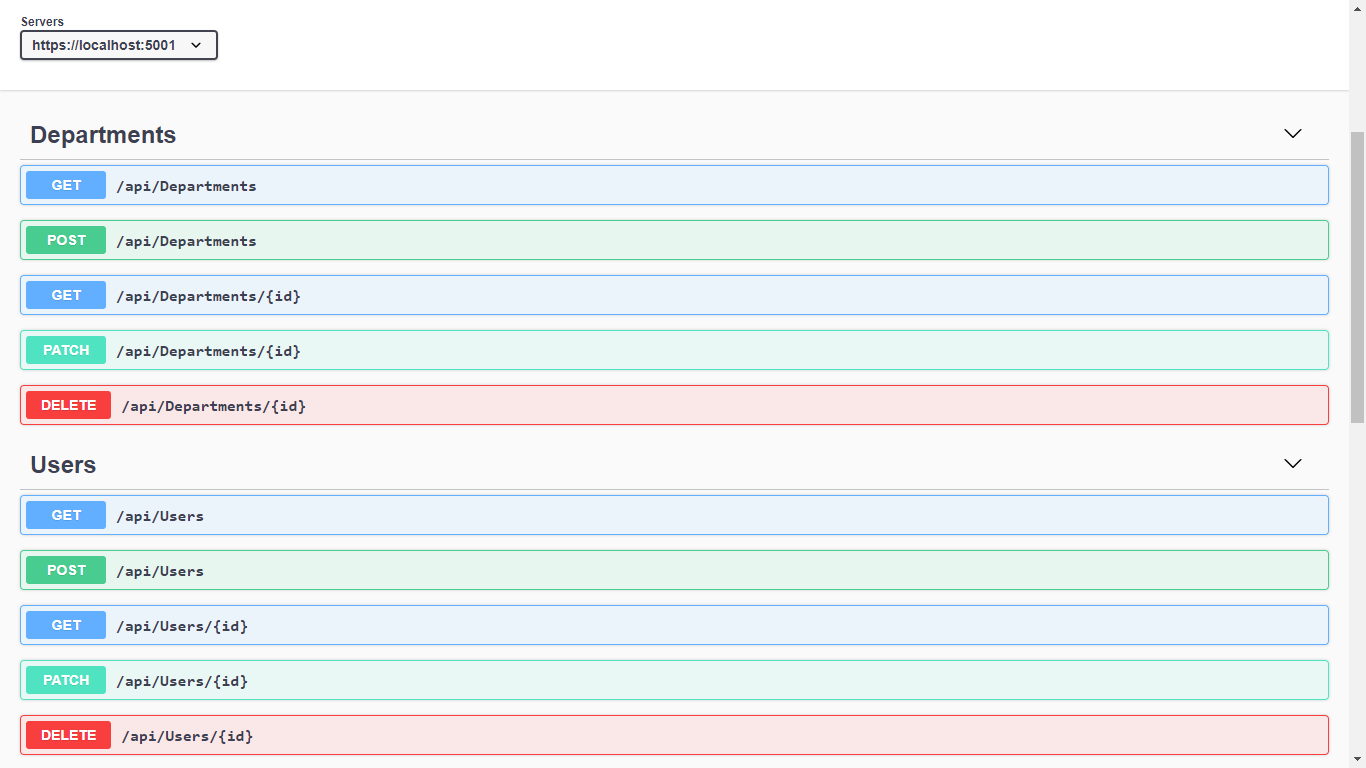 Servers
https://localhost:5001
Departments
GET /api/Departments
POST /api/Departments
GET /api/Departments/{id}
PATCH /api/Departments/{id}
DELETE /api/Departments/{id}
Users
GET /api/Users
POST /api/Users
GET /api/Users/{id}
PATCH /api/Users/{id}
DELETE /api/Users/{id}